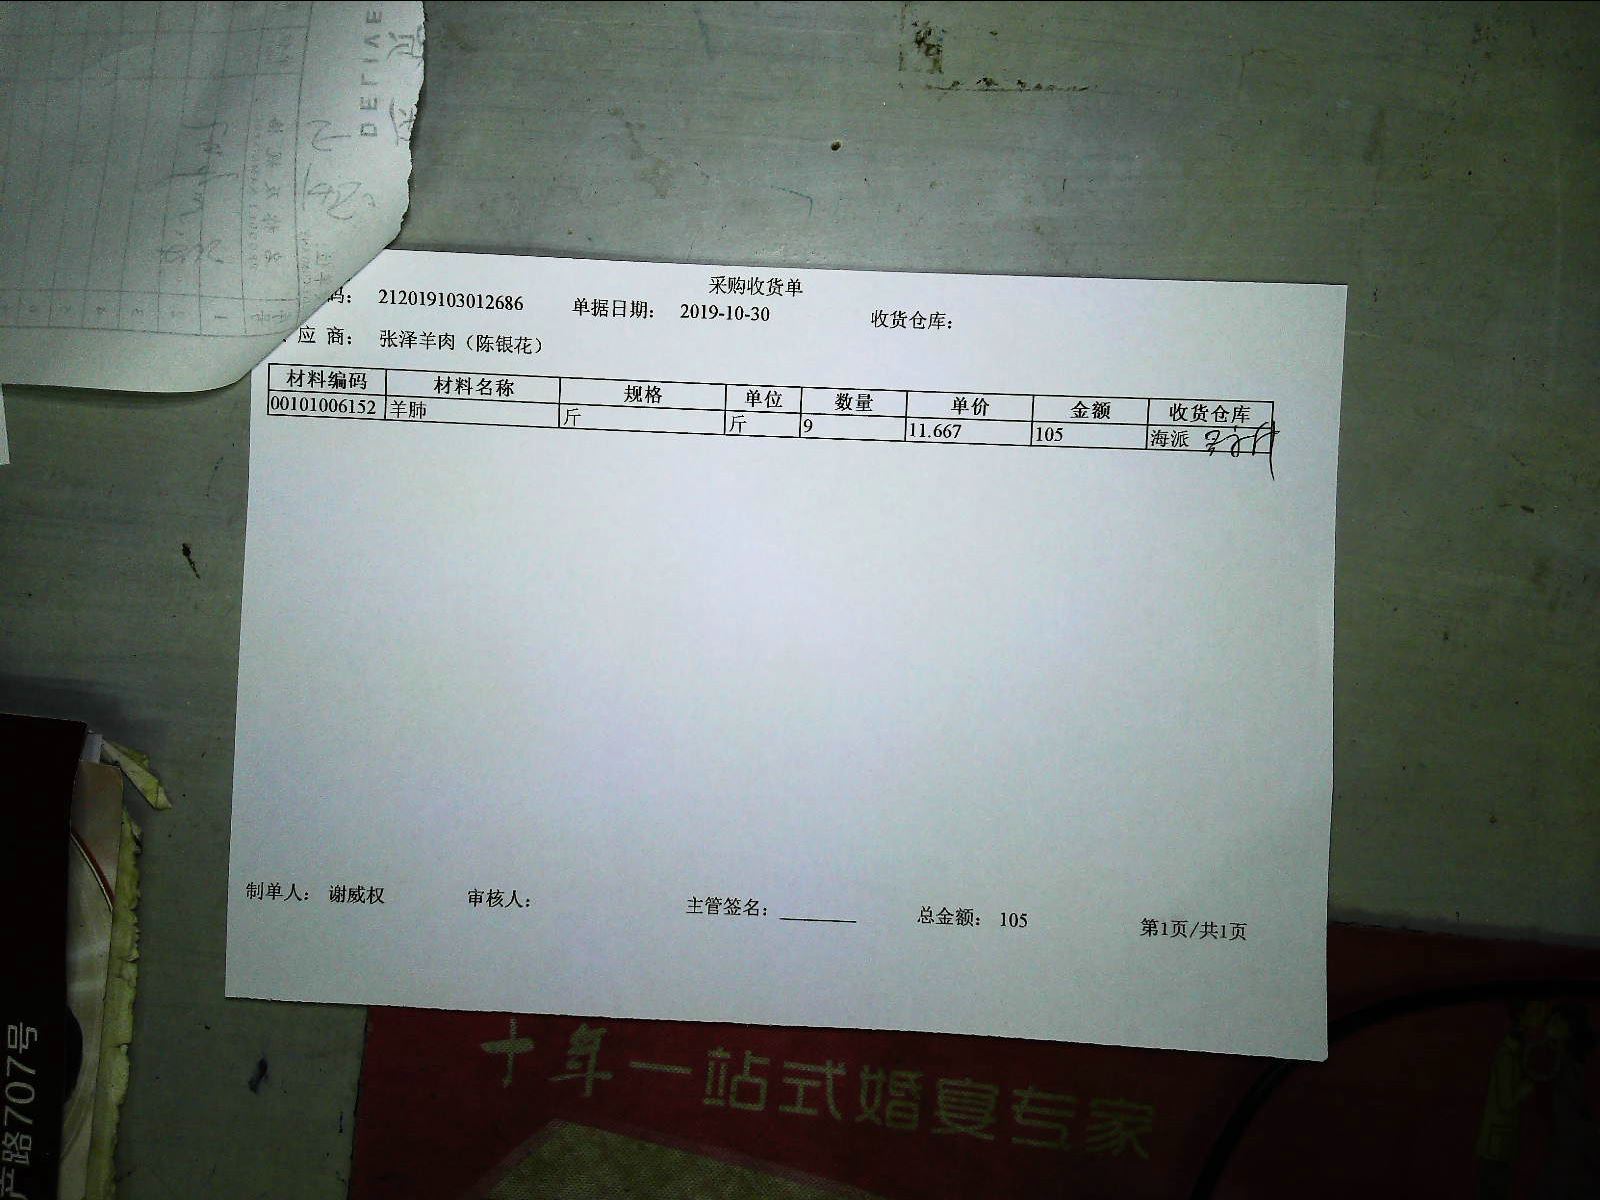 DELIVE
采购收货单
码: 212019103012686 单据日期: 2019-10-30 收货仓库:
应 商: 张泽羊肉（陈银花）
材料编码 材料名称 规格 单位 数量 单价 金额 收货仓库
00101006152 羊肺 斤 斤 9 11.667 105 海派
制单人: 谢威权 审核人: 主管签名: ________ 总金额: 105 第1页/共1页
十年一站式婚宴专家
产路707号